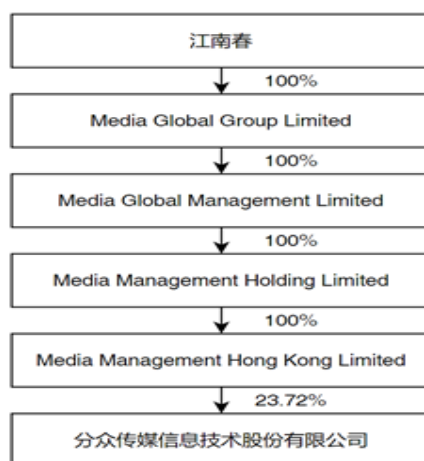 江南春
100%
Media Global Group Limited
100%
Media Global Management Limited
100%
Media Management Holding Limited
100%
Media Management Hong Kong Limited
23.72%
分众传媒信息技术股份有限公司